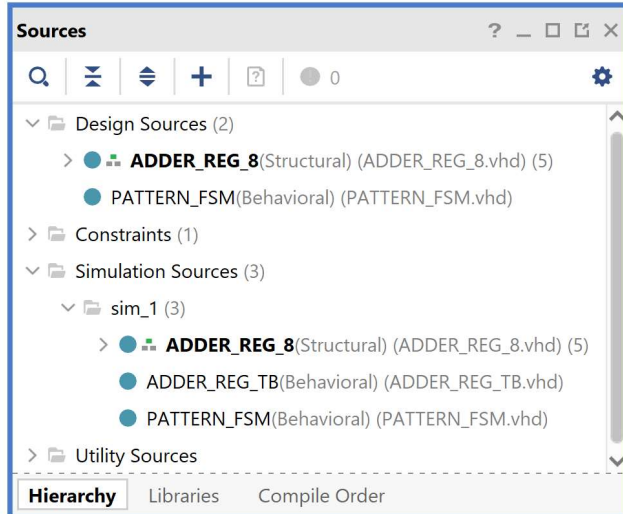 Sources
0
Design Sources (2)
ADDER_REG_8(Structural) (ADDER_REG_8.vhd) (5)
PATTERN_FSM(Behavioral) (PATTERN_FSM.vhd)
Constraints (1)
Simulation Sources (3)
sim_1 (3)
ADDER_REG_8(Structural) (ADDER_REG_8.vhd) (5)
ADDER_REG_TB(Behavioral) (ADDER_REG_TB.vhd)
PATTERN_FSM(Behavioral) (PATTERN_FSM.vhd)
Utility Sources
Hierarchy Libraries Compile Order